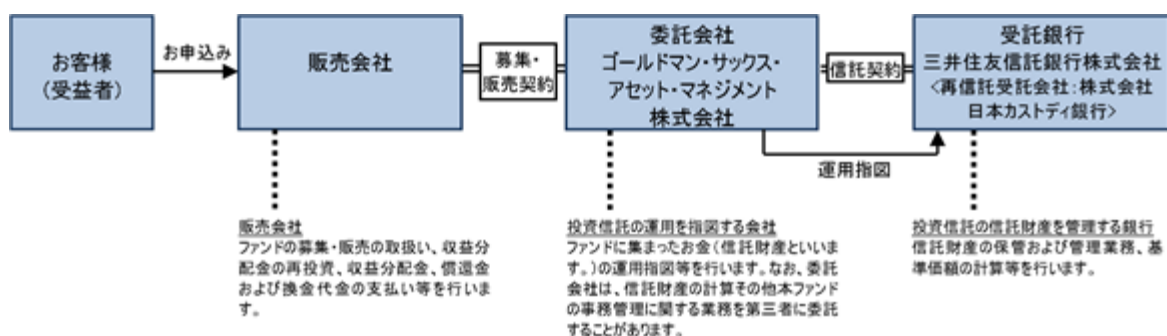 お客様
(受益者)
お申込み
販売会社
募集・
販売契約
委託会社
ゴールドマン・サックス・
アセット・マネジメント
株式会社
信託契約
受託銀行
三井住友信託銀行株式会社
<再信託受託会社:株式会社
日本カストディ銀行>
運用指図
販売会社
ファンドの募集・販売の取扱い、収益分
配金の再投資、収益分配金、償還金
および換金代金の支払い等を行いま
す。
投資信託の運用を指図する会社
ファンドに集まったお金(信託財産といいま
す。)の運用指図等を行います。なお、委託
会社は、信託財産の計算その他本ファンド
の事務管理に関する業務を第三者に委託
することがあります。
投資信託の信託財産を管理する銀行
信託財産の保管および管理業務、基
準価額の計算等を行います。